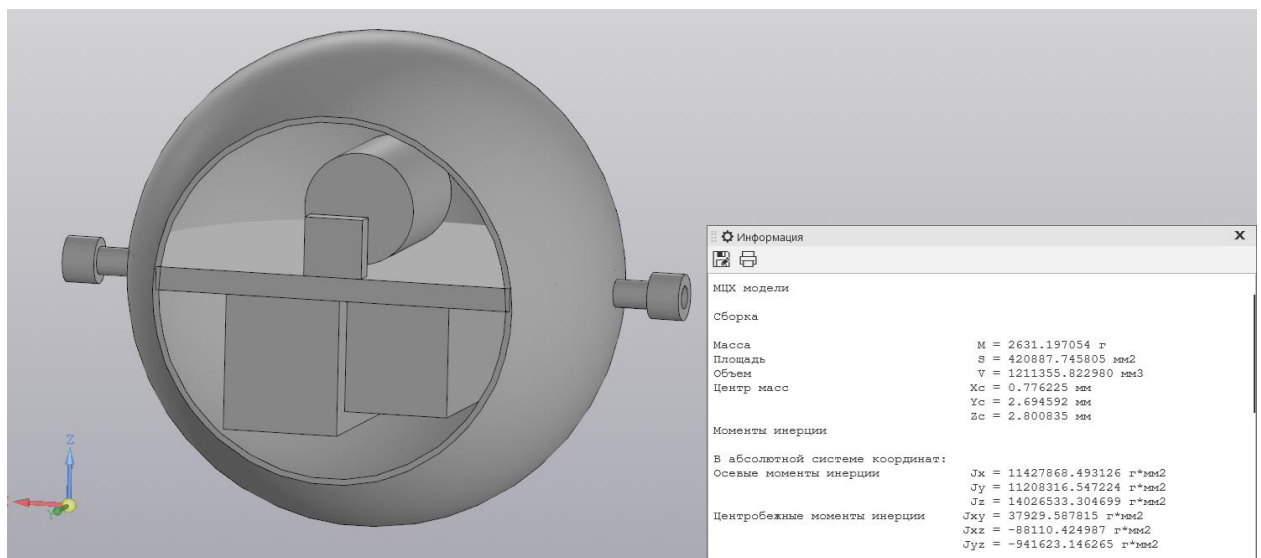 Информация
X
МЦХ модели
Сборка
Масса M = 2631.197054 г
Площадь S = 420887.745805 мм2
Объем V = 1211355.822980 мм3
Центр масс Xc = 0.776225 мм
Yc = 2.694592 мм
Zc = 2.800835 мм
Моменты инерции
В абсолютной системе координат:
Осевые моменты инерции Jx = 11427868.493126 г*мм2
Jy = 11208316.547224 г*мм2
Jz = 14026533.304699 г*мм2
Центробежные моменты инерции Jxy = 37929.587815 г*мм2
Jxz = -88110.424987 г*мм2
Jyz = -941623.146265 г*мм2
Z
Y